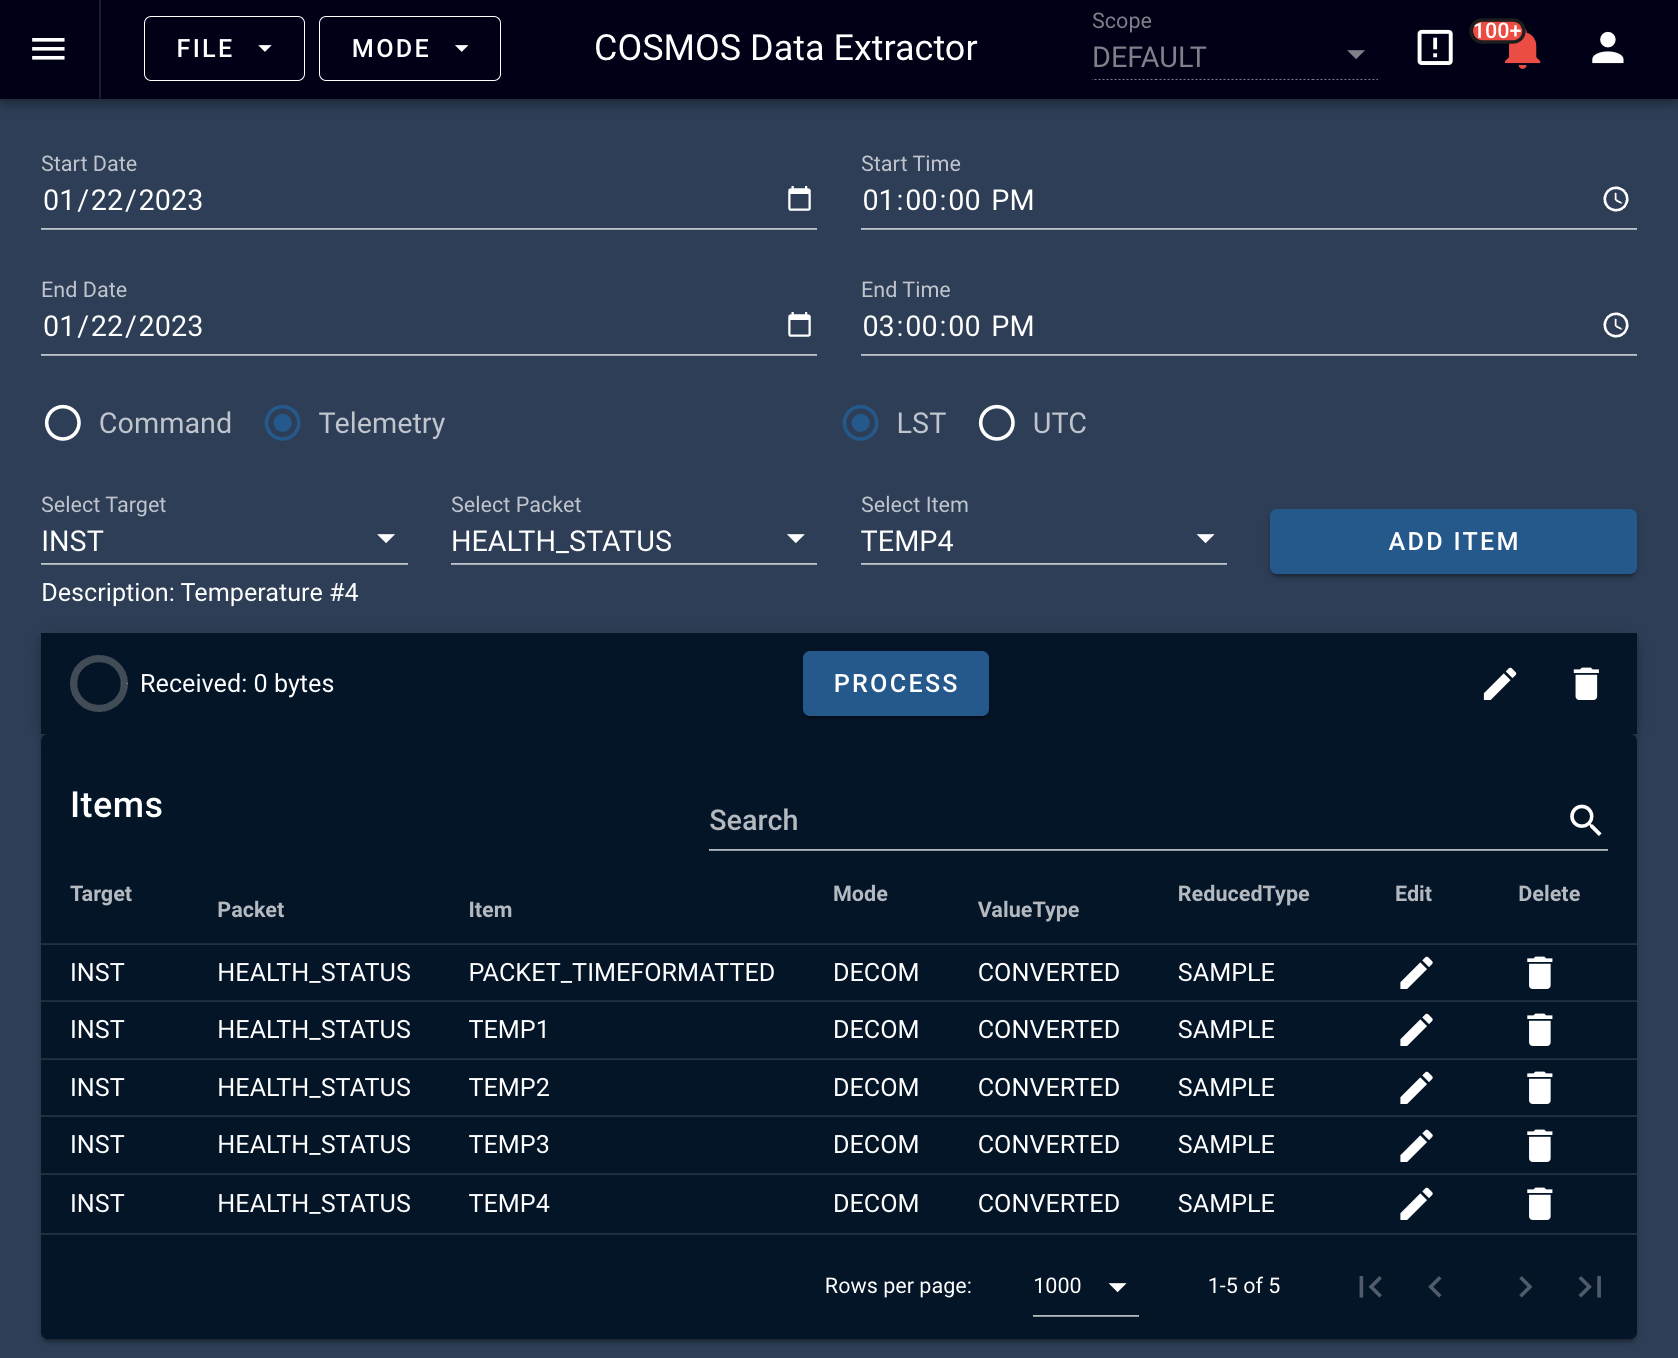 FILE MODE COSMOS Data Extractor Scope DEFAULT 100+
Start Date Start Time
01/22/2023 01:00:00 PM
End Date End Time
01/22/2023 03:00:00 PM
Command Telemetry LST UTC
Select Target Select Packet Select Item
INST HEALTH_STATUS TEMP4 ADD ITEM
Description: Temperature #4
Received: 0 bytes PROCESS
Items Search
Target Packet Item Mode ValueType ReducedType Edit Delete
INST HEALTH_STATUS PACKET_TIMEFORMATTED DECOM CONVERTED SAMPLE
INST HEALTH_STATUS TEMP1 DECOM CONVERTED SAMPLE
INST HEALTH_STATUS TEMP2 DECOM CONVERTED SAMPLE
INST HEALTH_STATUS TEMP3 DECOM CONVERTED SAMPLE
INST HEALTH_STATUS TEMP4 DECOM CONVERTED SAMPLE
Rows per page: 1000 1-5 of 5